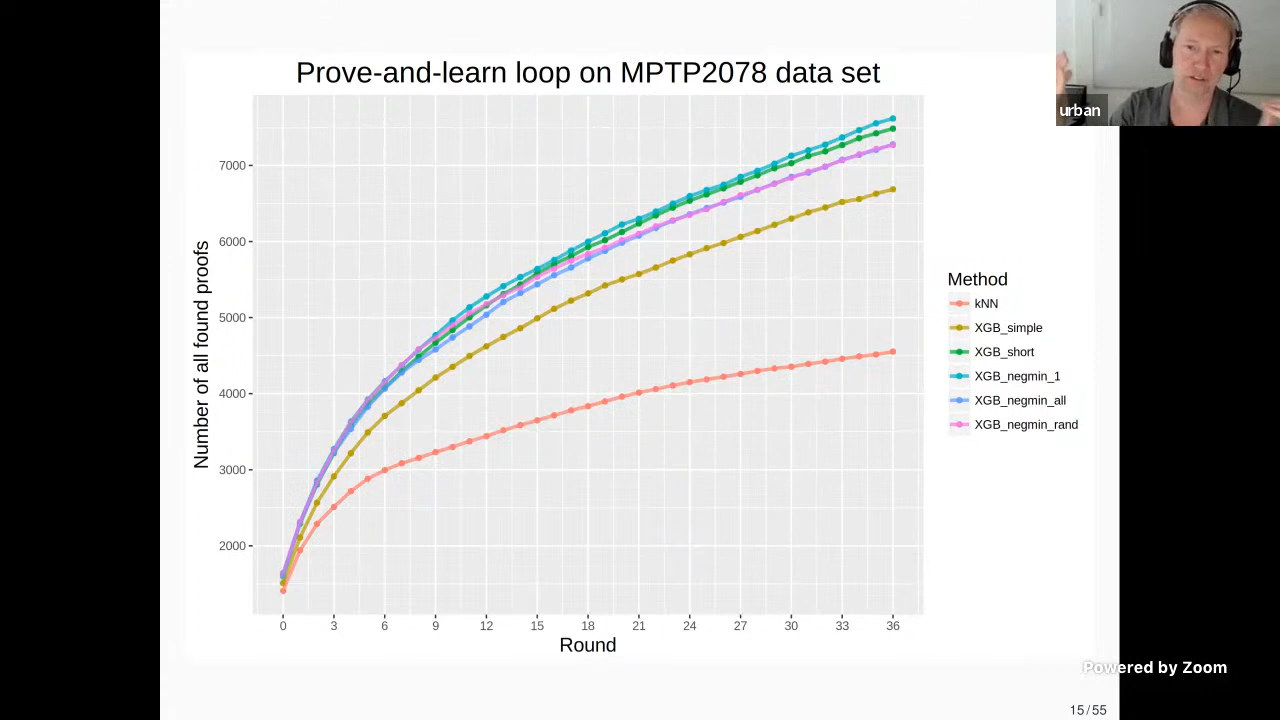 Prove-and-learn loop on MPTP2078 data set
urban
Number of all found proofs
7000
6000
5000
4000
3000
2000
0 3 6 9 12 15 18 21 24 27 30 33 36
Round
Method
kNN
XGB_simple
XGB_short
XGB_negmin_1
XGB_negmin_all
XGB_negmin_rand
Powered by Zoom
15/55